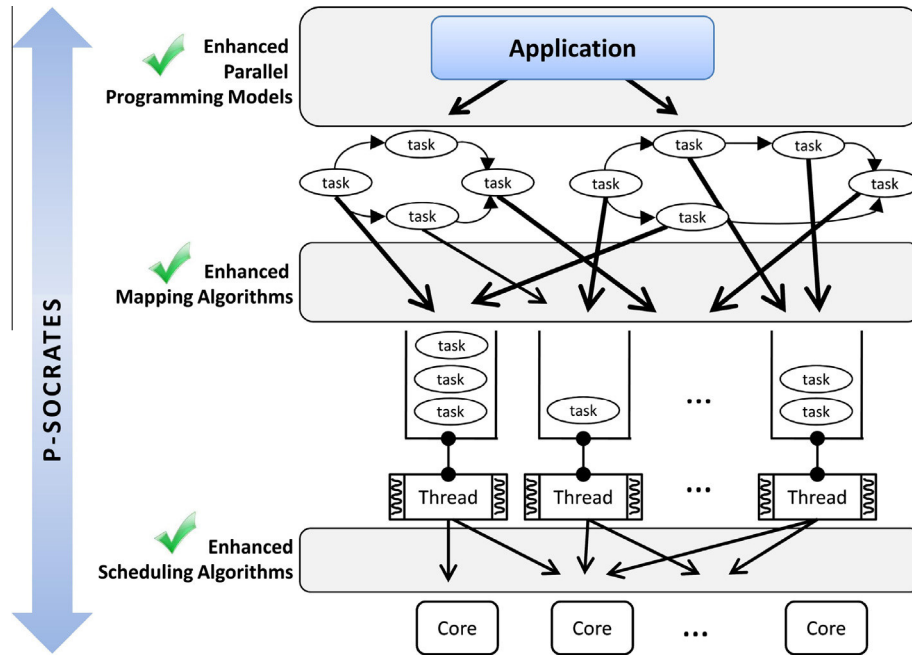 Enhanced
Parallel
Programming Models
Application
task
task
task
task
task
task
task
task
task
Enhanced
Mapping Algorithms
P-SOCRATES
task
task
task
task
task
task
...
Thread
Thread
...
Thread
Enhanced
Scheduling Algorithms
Core
Core
...
Core